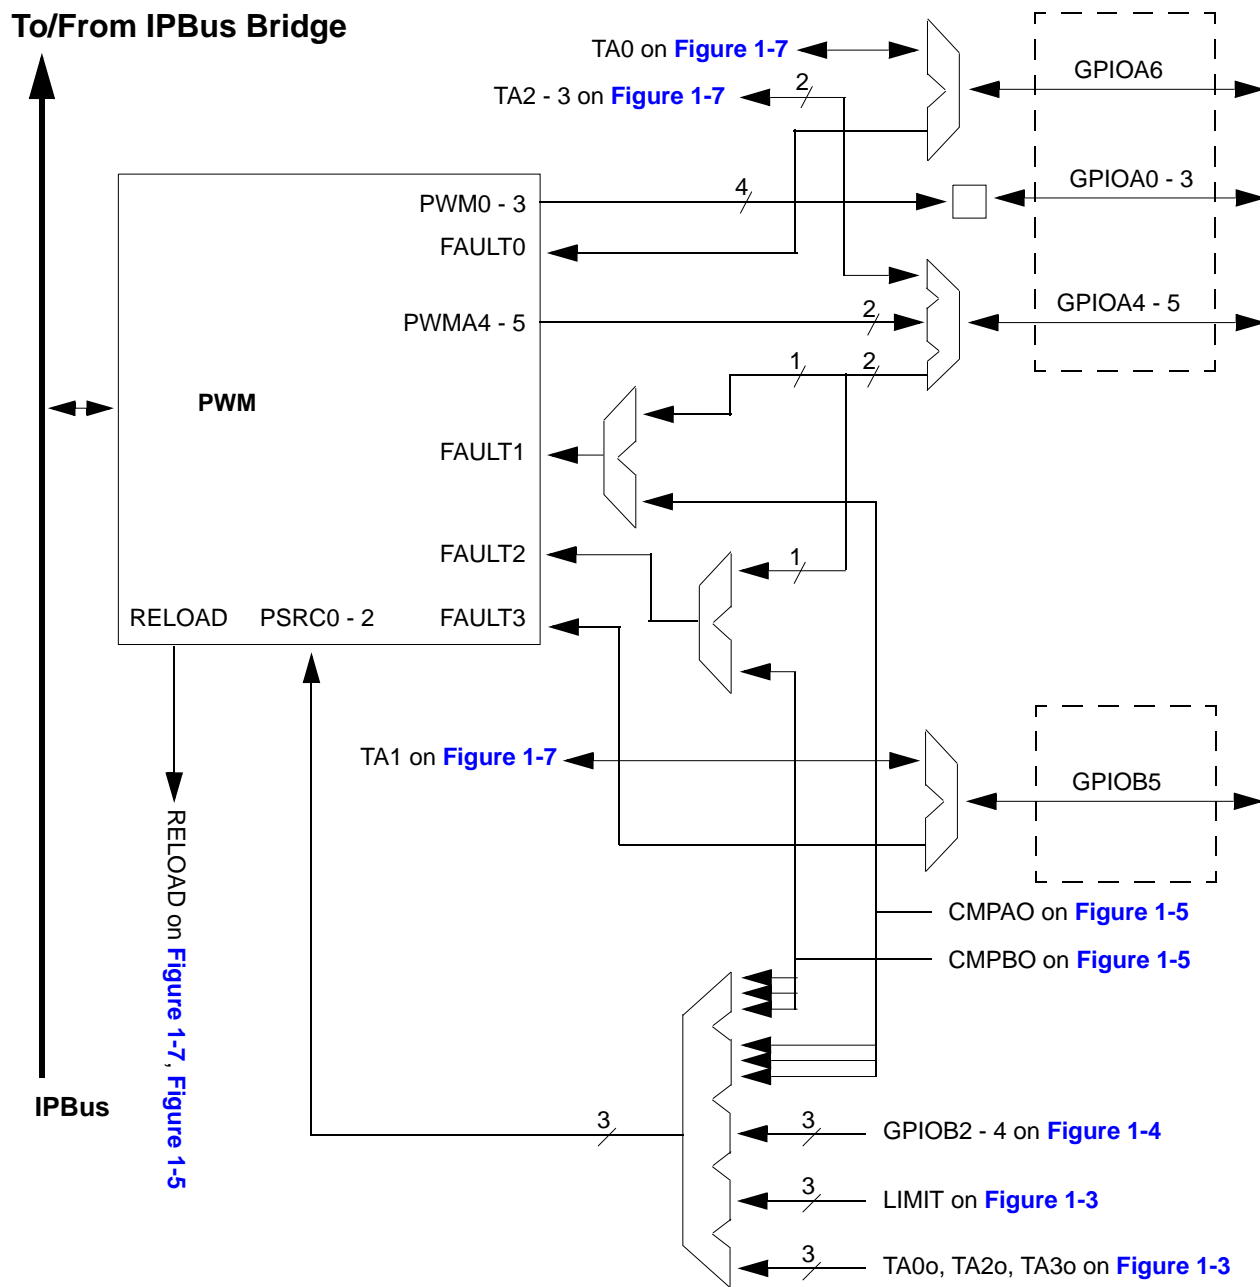 To/From IPBus Bridge
TA0 on Figure 1-7
TA2 - 3 on Figure 1-7
2
GPIOA6
PWM0 - 3
4
GPIOA0 - 3
FAULT0
PWMA4 - 5
2
GPIOA4 - 5
1
2
PWM
FAULT1
FAULT2
1
RELOAD
PSRC0 - 2
FAULT3
TA1 on Figure 1-7
GPIOB5
RELOAD on Figure 1-7, Figure 1-5
CMPAO on Figure 1-5
CMPBO on Figure 1-5
IPBus
3
3
GPIOB2 - 4 on Figure 1-4
3
LIMIT on Figure 1-3
3
TA0o, TA2o, TA3o on Figure 1-3